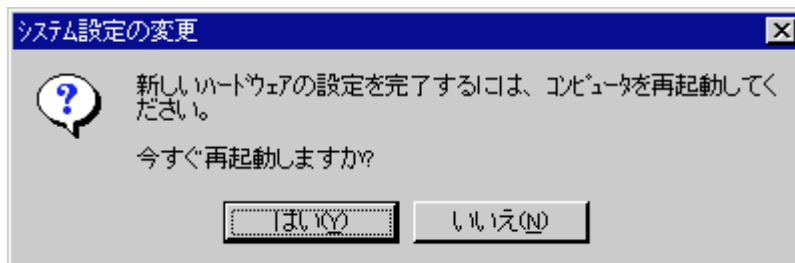 システム設定の変更
新しいハードウェアの設定を完了するには、コンピュータを再起動してく
ださい。
今すぐ再起動しますか?
はい(Y)
いいえ(N)